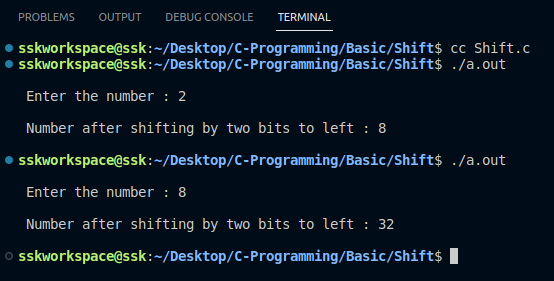 PROBLEMS OUTPUT DEBUG CONSOLE TERMINAL
sskworkspace@ssk:~/Desktop/C-Programming/Basic/Shift$ cc Shift.c
sskworkspace@ssk:~/Desktop/C-Programming/Basic/Shift$ ./a.out
Enter the number : 2
Number after shifting by two bits to left : 8
sskworkspace@ssk:~/Desktop/C-Programming/Basic/Shift$ ./a.out
Enter the number : 8
Number after shifting by two bits to left : 32
sskworkspace@ssk:~/Desktop/C-Programming/Basic/Shift$